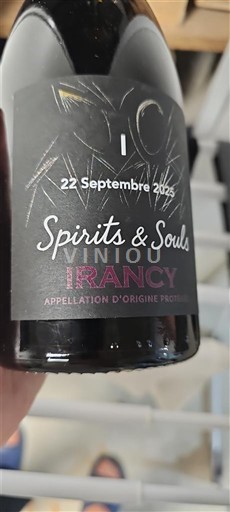 I
22 Septembre 2025
Spirits & Souls
VINIOU
IRANCY
APPELLATION D'ORIGINE PROTÉGÉE